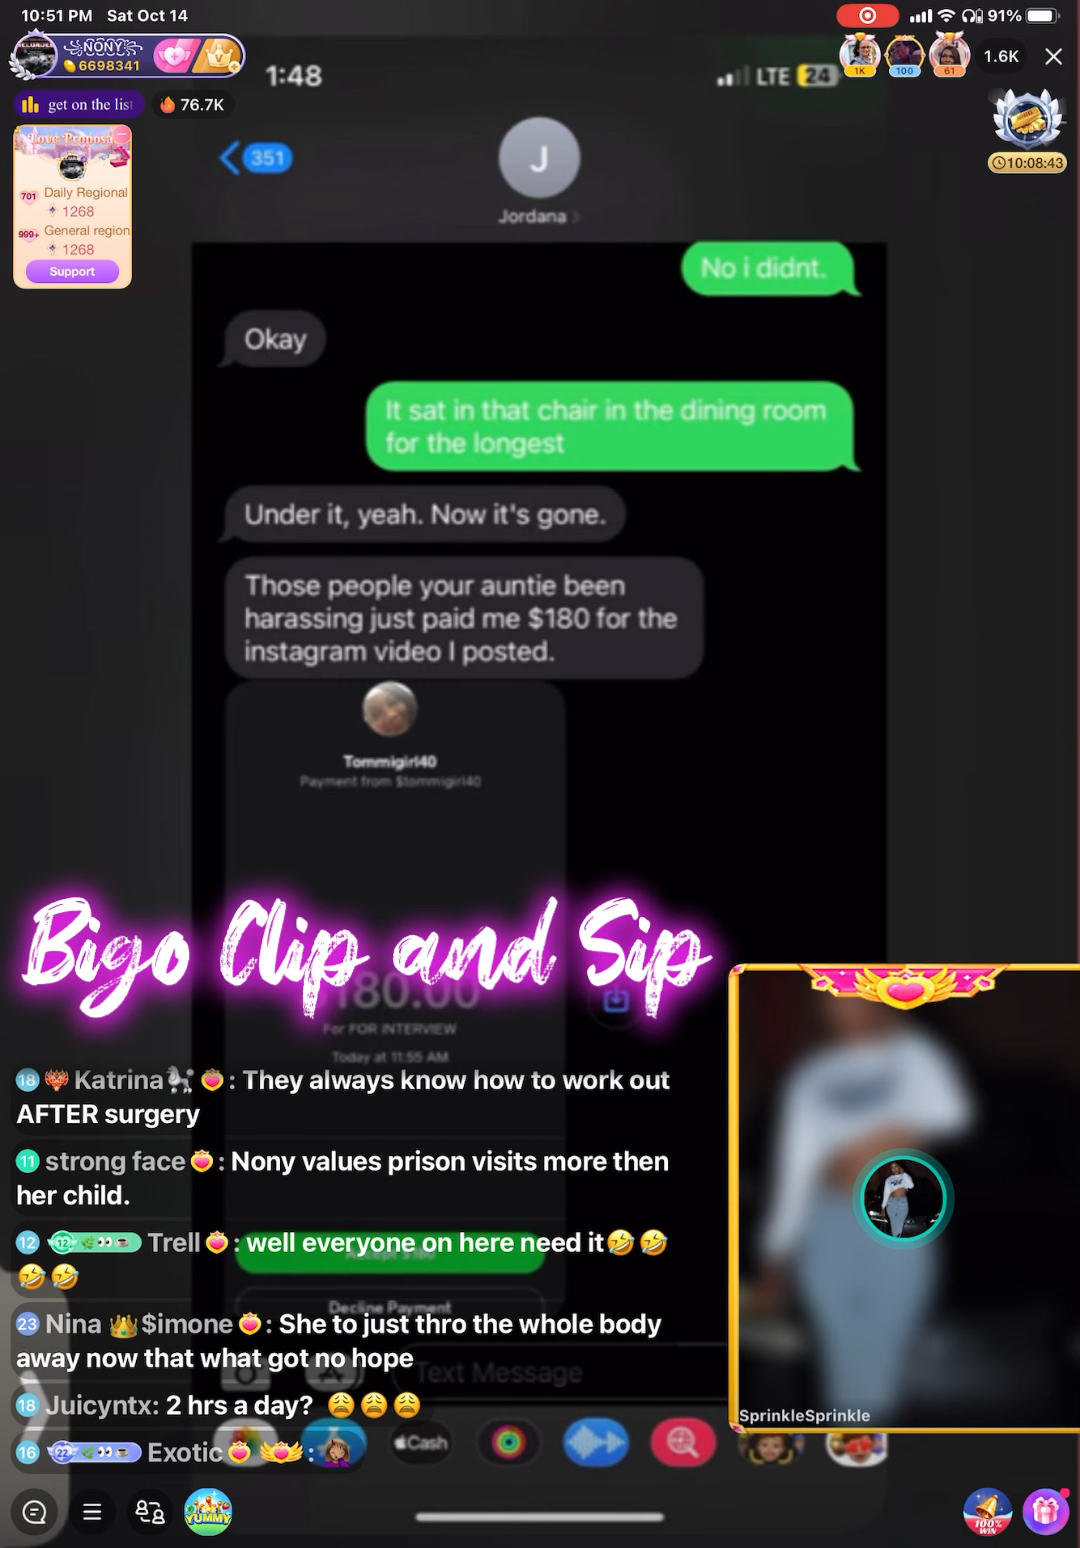 10:51 PM Sat Oct 14
91%
NONY
6698341
1K
100
61
1.6K
get on the list
76.7K
10:08:43
Love Proposal
701 Daily Regional
1268
999+ General region
1268
Support
1:48
LTE 24
351
J
Jordana
No i didnt.
Okay
It sat in that chair in the dining room
for the longest
Under it, yeah. Now it's gone.
Those people your auntie been
harassing just paid me $180 for the
instagram video I posted.
Tommigirl40
Payment from $tommigirl40
Bigo Clip and Sip
180.00
For FOR INTERVIEW
Today at 11:55 AM
18 Katrina : They always know how to work out
AFTER surgery
11 strong face : Nony values prison visits more then
her child.
12 12 Trell : well everyone on here need it🤣🤣
🤣🤣
Decline Payment
23 Nina 👑$imone : She to just thro the whole body
away now that what got no hope
Text Message
18 Juicyntx: 2 hrs a day? 😩😩😩
16 22 Exotic :
Cash
SprinkleSprinkle
YUMMY
100%
WIN